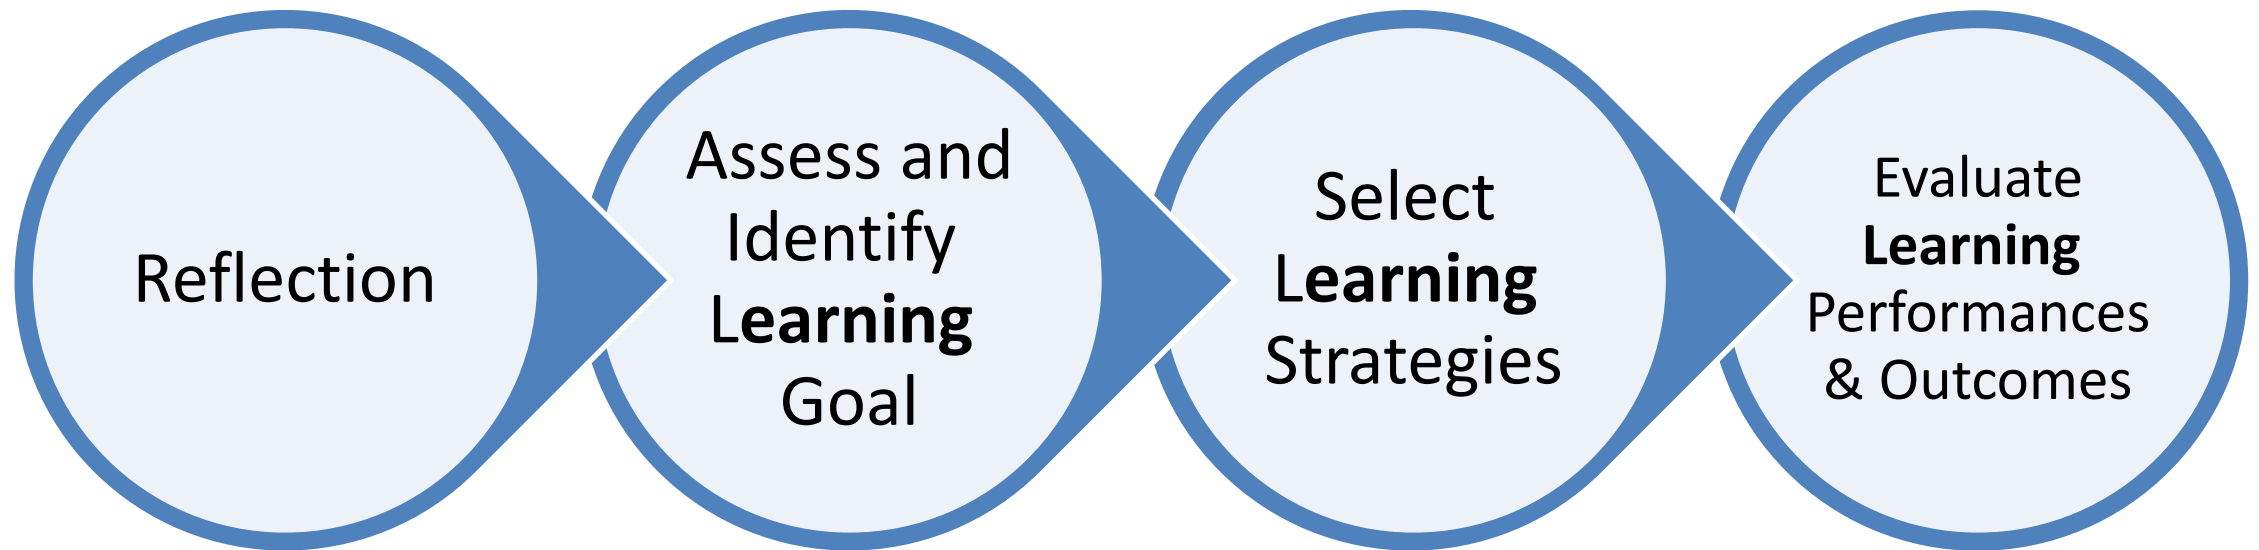 Reflection
Assess and
Identify
Learning
Goal
Select
Learning
Strategies
Evaluate
Learning
Performances
& Outcomes